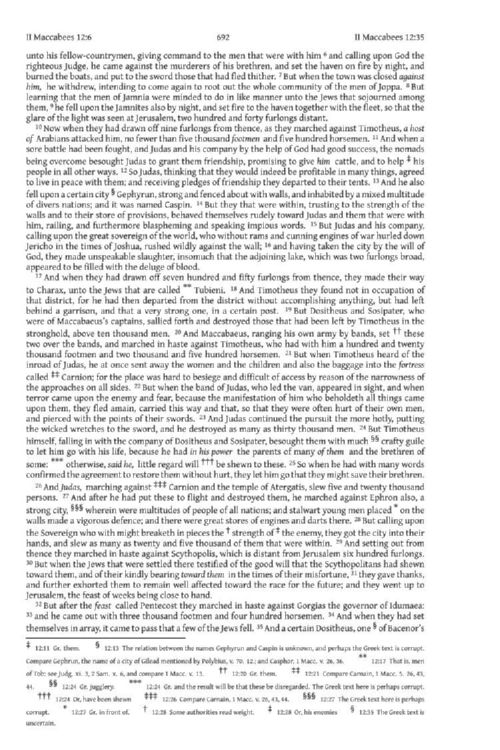 II Maccabees 12:6 692 II Maccabees 12:35
unto his fellow-countrymen, giving command to the men that were with him ⁶ and calling upon God the
righteous Judge, he came against the murderers of his brethren, and set the haven on fire by night, and
burned the boats, and put to the sword those that had fled thither. ⁷ But when the town was closed against
him, he withdrew, intending to come again to root out the whole community of the men of Joppa. ⁸ But
learning that the men of Jamnia were minded to do in like manner unto the Jews that sojourned among
them, ⁹ he fell upon the Jamnites also by night, and set fire to the haven together with the fleet, so that the
glare of the light was seen at Jerusalem, two hundred and forty furlongs distant.
¹⁰ Now when they had drawn off nine furlongs from thence, as they marched against Timotheus, a host
of Arabians attacked him, no fewer than five thousand footmen and five hundred horsemen. ¹¹ And when a
sore battle had been fought, and Judas and his company by the help of God had good success, the nomads
being overcome besought Judas to grant them friendship, promising to give him cattle, and to help ‡ his
people in all other ways. ¹² So Judas, thinking that they would indeed be profitable in many things, agreed
to live in peace with them; and receiving pledges of friendship they departed to their tents. ¹³ And he also
fell upon a certain city § Gephyrun, strong and fenced about with walls, and inhabited by a mixed multitude
of divers nations; and it was named Caspin. ¹⁴ But they that were within, trusting to the strength of the
walls and to their store of provisions, behaved themselves rudely toward Judas and them that were with
him, railing, and furthermore blaspheming and speaking impious words. ¹⁵ But Judas and his company,
calling upon the great sovereign of the world, who without rams and cunning engines of war hurled down
Jericho in the times of Joshua, rushed wildly against the wall; ¹⁶ and having taken the city by the will of
God, they made unspeakable slaughter, insomuch that the adjoining lake, which was two furlongs broad,
appeared to be filled with the deluge of blood.
¹⁷ And when they had drawn off seven hundred and fifty furlongs from thence, they made their way
to Charax, unto the Jews that are called ** Tubieni. ¹⁸ And Timotheus they found not in occupation of
that district, for he had then departed from the district without accomplishing anything, but had left
behind a garrison, and that a very strong one, in a certain post. ¹⁹ But Dositheus and Sosipater, who
were of Maccabaeus's captains, sallied forth and destroyed those that had been left by Timotheus in the
stronghold, above ten thousand men. ²⁰ And Maccabaeus, ranging his own army by bands, set †† these
two over the bands, and marched in haste against Timotheus, who had with him a hundred and twenty
thousand footmen and two thousand and five hundred horsemen. ²¹ But when Timotheus heard of the
inroad of Judas, he at once sent away the women and the children and also the baggage into the fortress
called ‡‡ Carnion; for the place was hard to besiege and difficult of access by reason of the narrowness of
the approaches on all sides. ²² But when the band of Judas, who led the van, appeared in sight, and when
terror came upon the enemy and fear, because the manifestation of him who beholdeth all things came
upon them, they fled amain, carried this way and that, so that they were often hurt of their own men,
and pierced with the points of their swords. ²³ And Judas continued the pursuit the more hotly, putting
the wicked wretches to the sword, and he destroyed as many as thirty thousand men. ²⁴ But Timotheus
himself, falling in with the company of Dositheus and Sosipater, besought them with much §§ crafty guile
to let him go with his life, because he had in his power the parents of many of them and the brethren of
some: *** otherwise, said he, little regard will ††† be shewn to these. ²⁵ So when he had with many words
confirmed the agreement to restore them without hurt, they let him go that they might save their brethren.
²⁶ And Judas, marching against ‡‡‡ Carnion and the temple of Atergatis, slew five and twenty thousand
persons. ²⁷ And after he had put these to flight and destroyed them, he marched against Ephron also, a
strong city, §§§ wherein were multitudes of people of all nations; and stalwart young men placed * on the
walls made a vigorous defence; and there were great stores of engines and darts there. ²⁸ But calling upon
the Sovereign who with might breaketh in pieces the † strength of ‡ the enemy, they got the city into their
hands, and slew as many as twenty and five thousand of them that were within. ²⁹ And setting out from
thence they marched in haste against Scythopolis, which is distant from Jerusalem six hundred furlongs.
³⁰ But when the Jews that were settled there testified of the good will that the Scythopolitans had shewn
toward them, and of their kindly bearing toward them in the times of their misfortune, ³¹ they gave thanks,
and further exhorted them to remain well affected toward the race for the future; and they went up to
Jerusalem, the feast of weeks being close to hand.
³² But after the feast called Pentecost they marched in haste against Gorgias the governor of Idumaea:
³³ and he came out with three thousand footmen and four hundred horsemen. ³⁴ And when they had set
themselves in array, it came to pass that a few of the Jews fell. ³⁵ And a certain Dositheus, one § of Bacenor's
‡ 12:11 Gr. them. § 12:13 The relation between the names Gephyrun and Caspin is unknown, and perhaps the Greek text is corrupt.
Compare Gephrun, the name of a city of Gilead mentioned by Polybius, v. 70. 12; and Casphor, 1 Macc. v. 26, 36. ** 12:17 That is, men
of Tob: see Judg. xi. 3, 2 Sam. x. 6, and compare 1 Macc. v. 13. †† 12:20 Gr. them. ‡‡ 12:21 Compare Carnain, 1 Macc. 5. 26, 43,
44. §§ 12:24 Gr. jugglery. *** 12:24 Gr. and the result will be that these be disregarded. The Greek text here is perhaps corrupt.
††† 12:24 Or, have been shewn ‡‡‡ 12:26 Compare Carnain, 1 Macc. v. 26, 43, 44. §§§ 12:27 The Greek text here is perhaps
corrupt. * 12:27 Gr. in front of. † 12:28 Some authorities read weight. ‡ 12:28 Or, his enemies § 12:35 The Greek text is
uncertain.